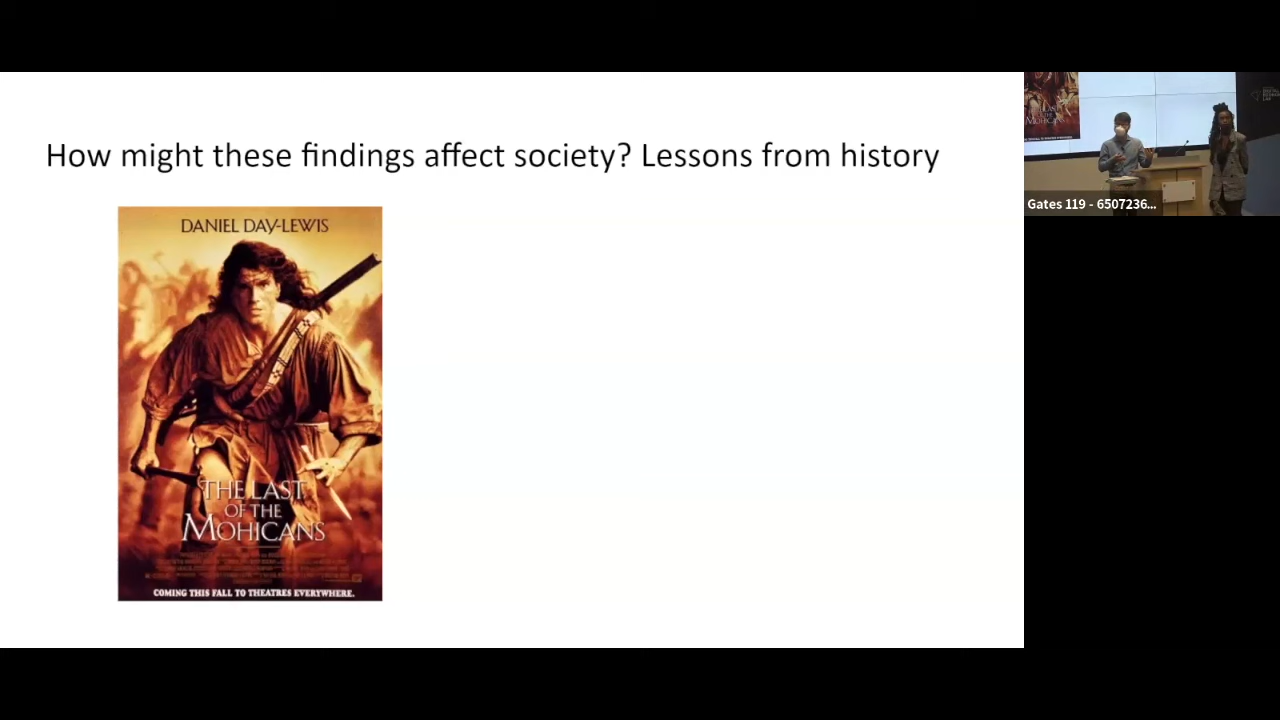 How might these findings affect society? Lessons from history
DANIEL DAY-LEWIS
THE LAST
OF THE
MOHICANS
COMING THIS FALL TO THEATRES EVERYWHERE.
Gates 119 - 6507236...